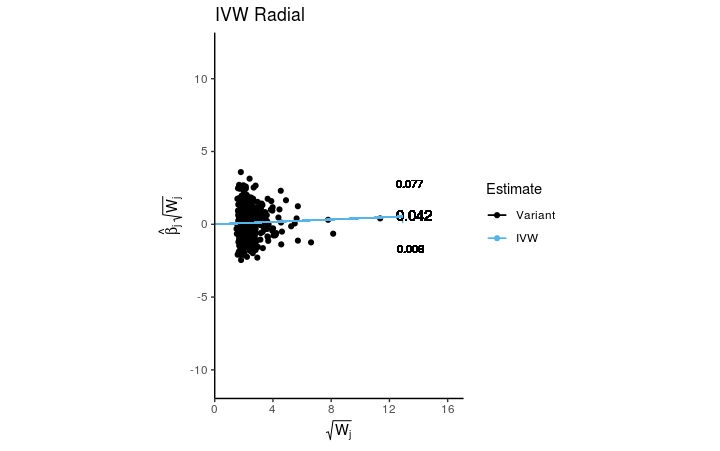 IVW Radial
10
5
0
-5
-10
β̂j√Wj
0.077
0.042
0.008
0
4
8
12
16
√Wj
Estimate
Variant
IVW